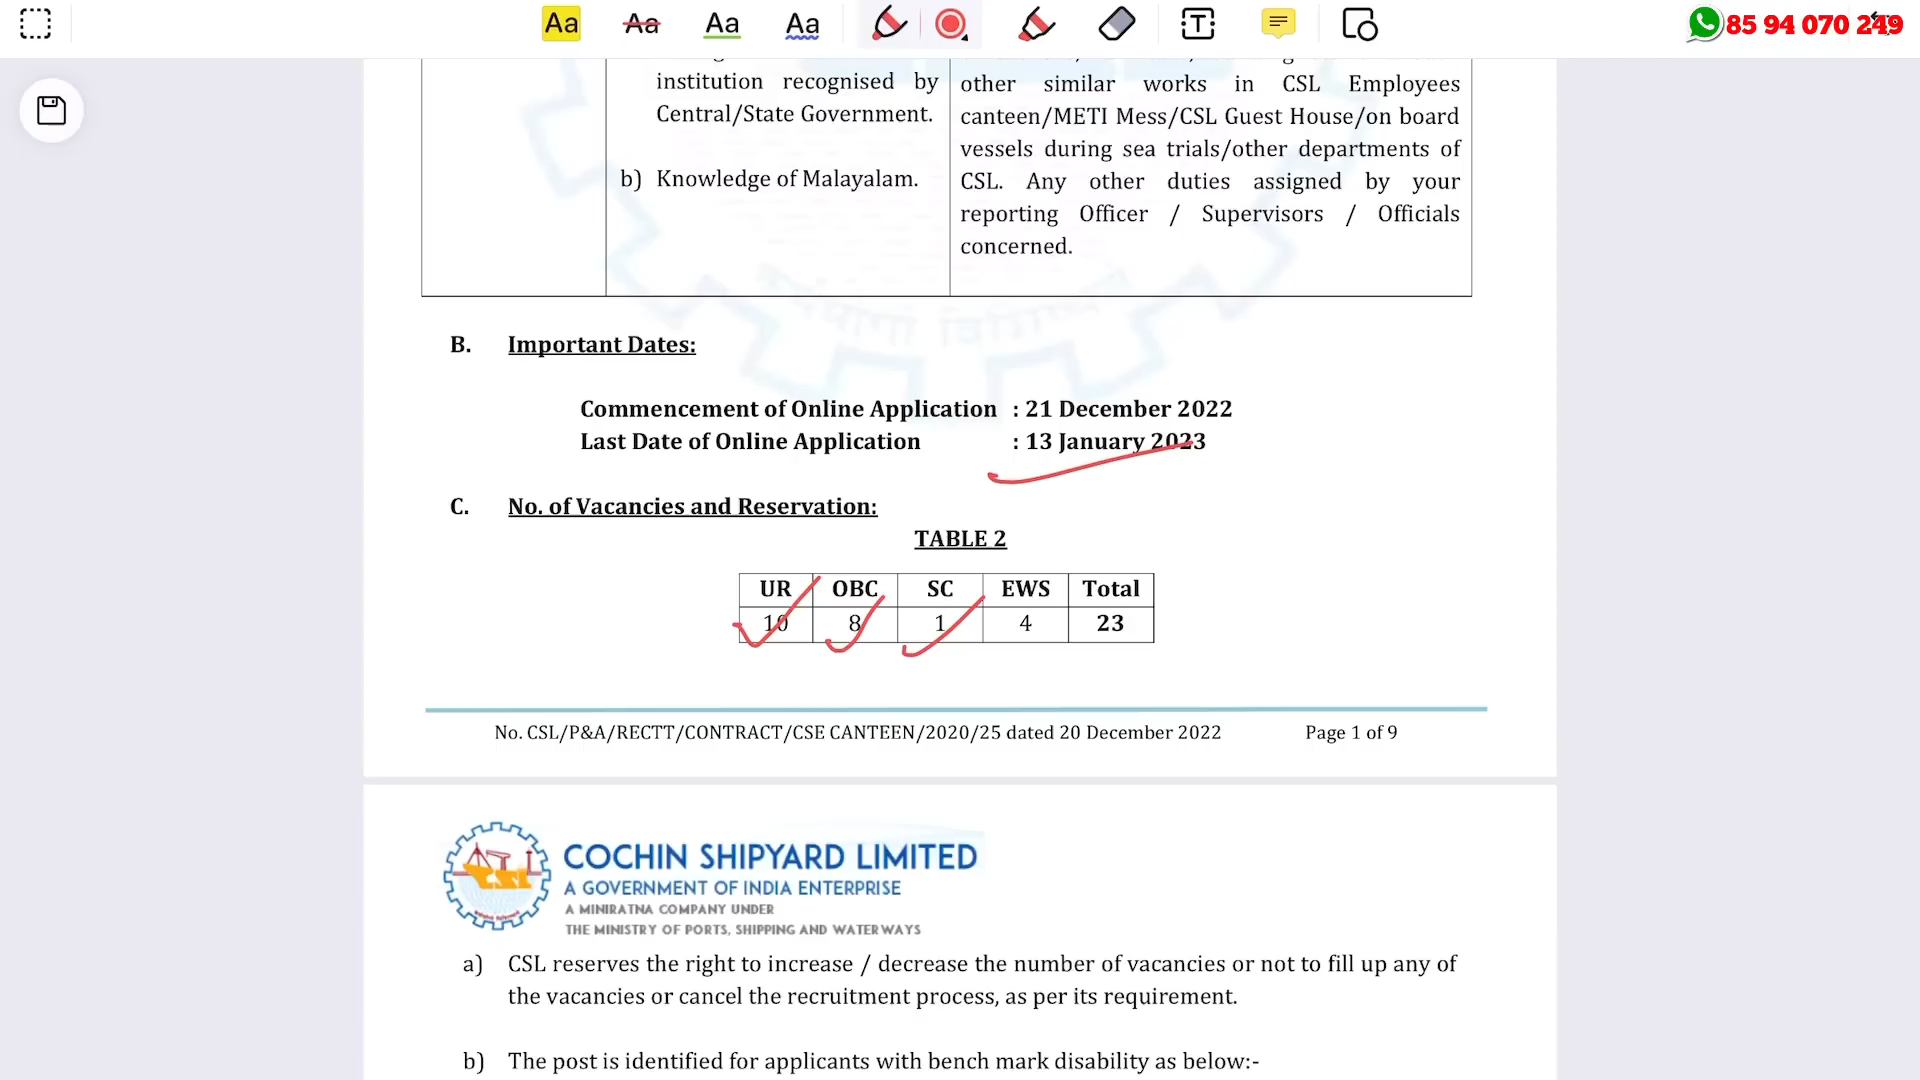 Aa Aa Aa Aa T
85 94 070 249
institution recognised by
Central/State Government.
b) Knowledge of Malayalam.
other similar works in CSL Employees
canteen/METI Mess/CSL Guest House/on board
vessels during sea trials/other departments of
CSL. Any other duties assigned by your
reporting Officer / Supervisors / Officials
concerned.
B. Important Dates:
Commencement of Online Application : 21 December 2022
Last Date of Online Application : 13 January 2023
C. No. of Vacancies and Reservation:
TABLE 2
UR OBC SC EWS Total
10 8 1 4 23
No. CSL/P&A/RECTT/CONTRACT/CSE CANTEEN/2020/25 dated 20 December 2022 Page 1 of 9
COCHIN SHIPYARD LIMITED
A GOVERNMENT OF INDIA ENTERPRISE
A MINIRATNA COMPANY UNDER
THE MINISTRY OF PORTS, SHIPPING AND WATERWAYS
a) CSL reserves the right to increase / decrease the number of vacancies or not to fill up any of
the vacancies or cancel the recruitment process, as per its requirement.
b) The post is identified for applicants with bench mark disability as below:-